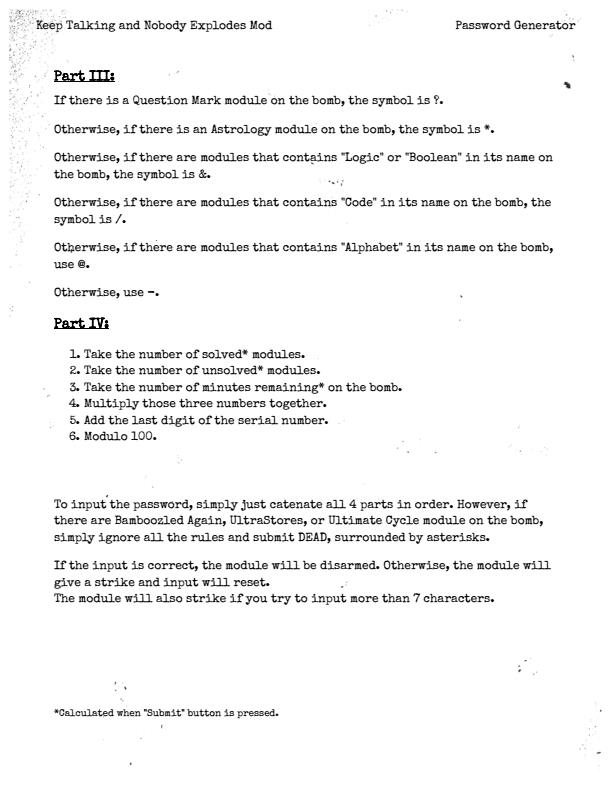 Keep Talking and Nobody Explodes Mod Password Generator
Part III:
If there is a Question Mark module on the bomb, the symbol is ?.
Otherwise, if there is an Astrology module on the bomb, the symbol is *.
Otherwise, if there are modules that contains "Logic" or "Boolean" in its name on
the bomb, the symbol is &.
Otherwise, if there are modules that contains "Code" in its name on the bomb, the
symbol is /.
Otherwise, if there are modules that contains "Alphabet" in its name on the bomb,
use @.
Otherwise, use -.
Part IV:
1. Take the number of solved* modules.
2. Take the number of unsolved* modules.
3. Take the number of minutes remaining* on the bomb.
4. Multiply those three numbers together.
5. Add the last digit of the serial number.
6. Modulo 100.
To input the password, simply just catenate all 4 parts in order. However, if
there are Bamboozled Again, UltraStores, or Ultimate Cycle module on the bomb,
simply ignore all the rules and submit DEAD, surrounded by asterisks.
If the input is correct, the module will be disarmed. Otherwise, the module will
give a strike and input will reset.
The module will also strike if you try to input more than 7 characters.
*Calculated when "Submit" button is pressed.